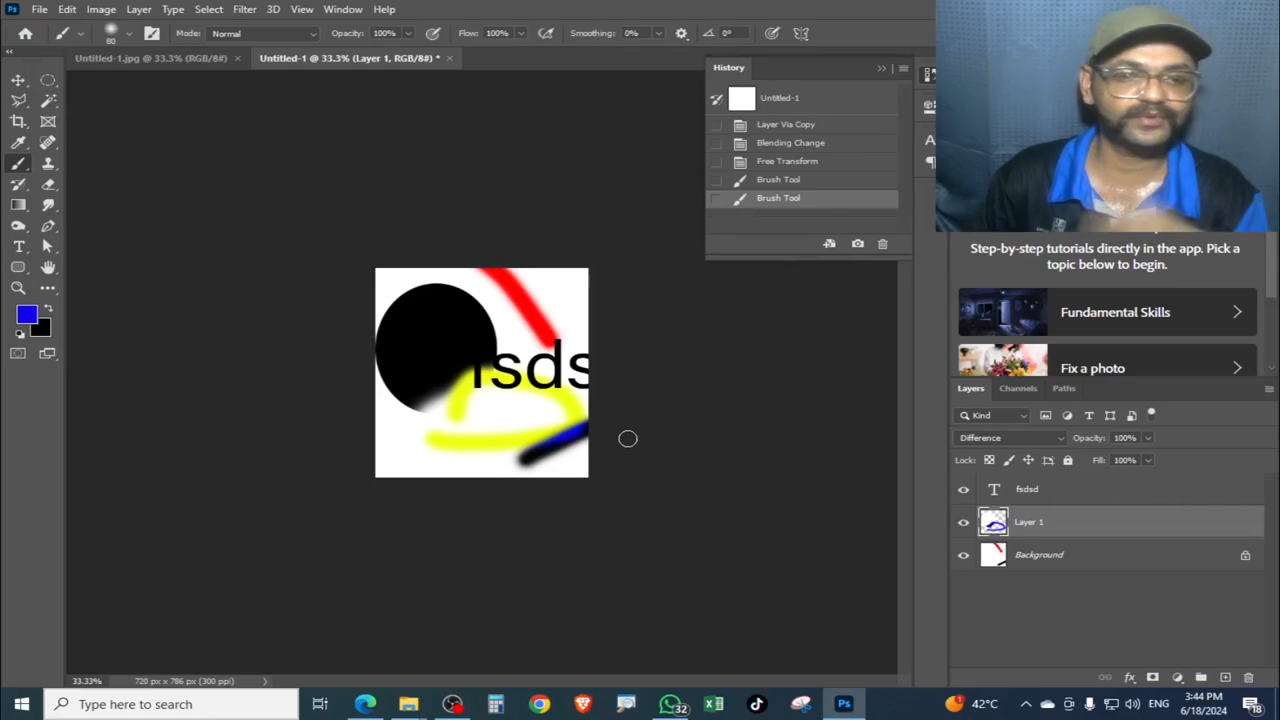 Ps File Edit Image Layer Type Select Filter 3D View Window Help
80 Mode: Normal Opacity: 100% Flow: 100% Smoothing: 0% 0°
Untitled-1.jpg @ 33.3% (RGB/8#) × Untitled-1 @ 33.3% (Layer 1, RGB/8#) * ×
History
Untitled-1
Layer Via Copy
Blending Change
Free Transform
Brush Tool
Brush Tool
fsds
Step-by-step tutorials directly in the app. Pick a
topic below to begin.
Fundamental Skills
Fix a photo
Layers Channels Paths
Kind
Difference Opacity: 100%
Lock: Fill: 100%
T fsdsd
Layer 1
Background
33.33% 720 px x 786 px (300 ppi)
Type here to search
32
Ps
42°C
ENG
3:44 PM
6/18/2024
18